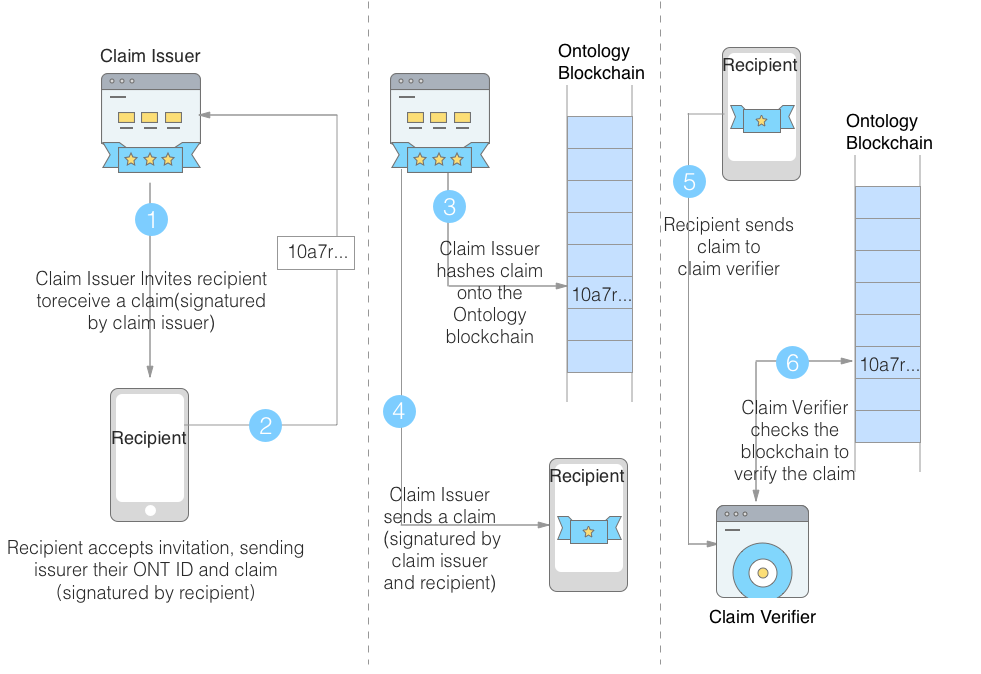 Claim Issuer
1
10a7r...
Claim Issuer Invites recipient
toreceive a claim(signatured
by claim issuer)
Recipient
2
Recipient accepts invitation, sending
issurer their ONT ID and claim
(signatured by recipient)
Ontology
Blockchain
3
Claim Issuer
hashes claim
onto the
Ontology
blockchain
10a7r...
4
Claim Issuer
sends a claim
(signatured by
claim issuer
and recipient)
Recipient
Recipient
Ontology
Blockchain
5
Recipient sends
claim to
claim verifier
6
10a7r...
Claim Verifier
checks the
blockchain to
verify the claim
Claim Verifier